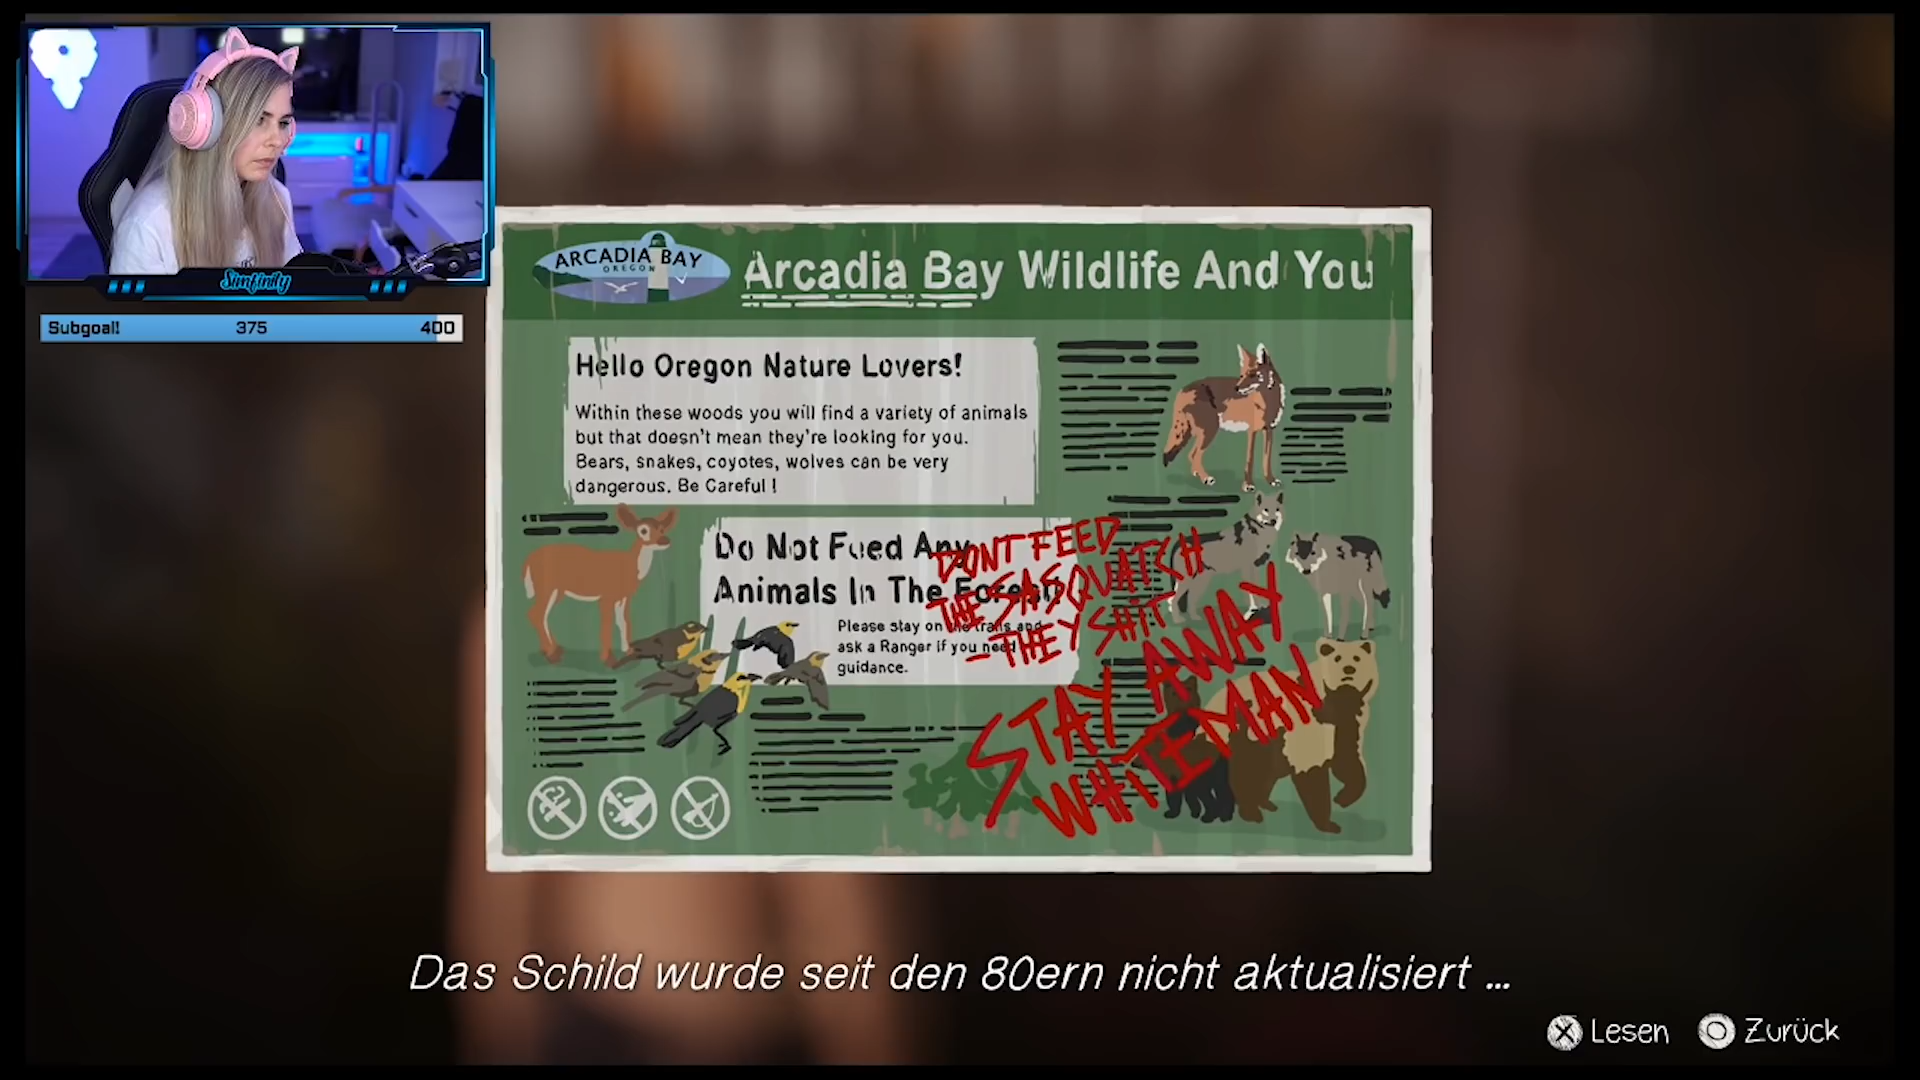 Simfinity
Subgoal! 375 400
ARCADIA BAY
OREGON
Arcadia Bay Wildlife And You
Hello Oregon Nature Lovers!
Within these woods you will find a variety of animals
but that doesn't mean they're looking for you.
Bears, snakes, coyotes, wolves can be very
dangerous. Be Careful !
Do Not Feed Any
Animals In The Forest!
Please stay on the trails and
ask a Ranger if you need
guidance.
DONT FEED
THE SASQUATCH
- THEY SHIT
STAY AWAY
WHITE MAN
Das Schild wurde seit den 80ern nicht aktualisiert ...
Lesen
Zurück